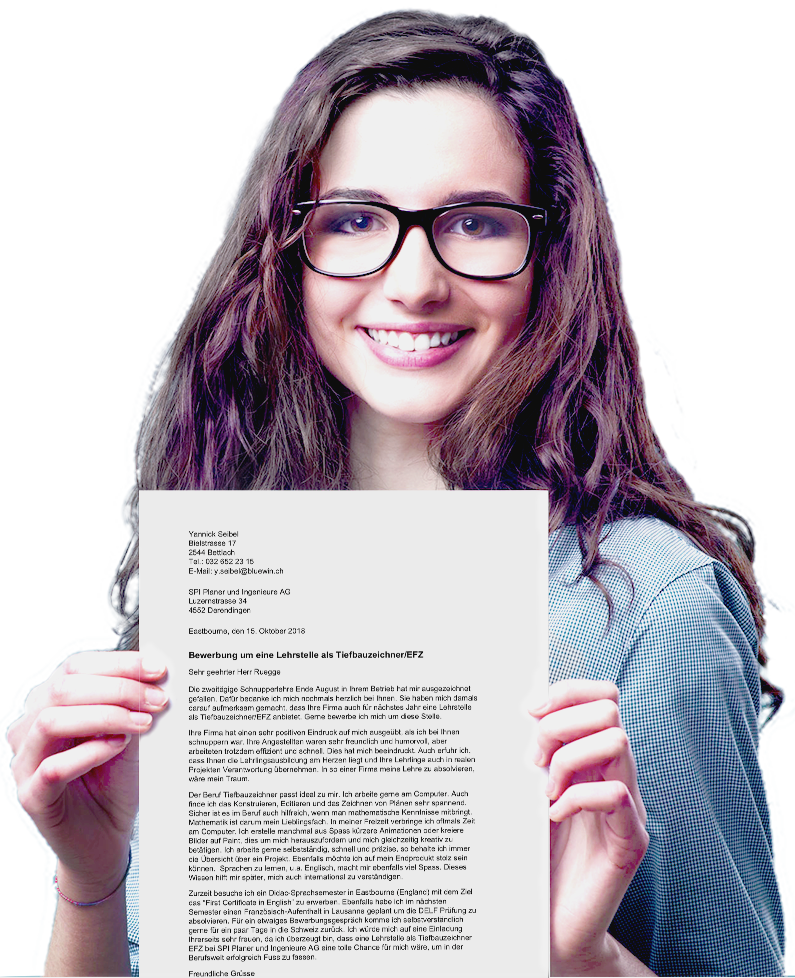 Yannick Seibel
Bielstrasse 17
2544 Bettlach
Tel.: 032 652 23 15
E-Mail: y.seibel@bluewin.ch
SPI Planer und Ingenieure AG
Luzernstrasse 34
4552 Derendingen
Eastbourne, den 15. Oktober 2018
Bewerbung um eine Lehrstelle als Tiefbauzeichner/EFZ
Sehr geehrter Herr Ruegge
Die zweitägige Schnupperlehre Ende August in Ihrem Betrieb hat mir ausgezeichnet
gefallen. Dafür bedanke ich mich nochmals herzlich bei Ihnen. Sie haben mich damals
darauf aufmerksam gemacht, dass Ihre Firma auch für nächstes Jahr eine Lehrstelle
als Tiefbauzeichner/EFZ anbietet. Gerne bewerbe ich mich um diese Stelle.
Ihre Firma hat einen sehr positiven Eindruck auf mich ausgeübt, als ich bei Ihnen
schnuppern war. Ihre Angestellten waren sehr freundlich und humorvoll, aber
arbeiteten trotzdem effizient und schnell. Dies hat mich beeindruckt. Auch erfuhr ich,
dass Ihnen die Lehrlingsausbildung am Herzen liegt und Ihre Lehrlinge auch in realen
Projekten Verantwortung übernehmen. In so einer Firma meine Lehre zu absolvieren,
wäre mein Traum.
Der Beruf Tiefbauzeichner passt ideal zu mir. Ich arbeite gerne am Computer. Auch
finde ich das Konstruieren, Editieren und das Zeichnen von Plänen sehr spannend.
Sicher ist es im Beruf auch hilfreich, wenn man mathematische Kenntnisse mitbringt.
Mathematik ist darum mein Lieblingsfach. In meiner Freizeit verbringe ich oftmals Zeit
am Computer. Ich erstelle manchmal aus Spass kürzere Animationen oder kreiere
Bilder auf Paint, dies um mich herauszufordern und mich gleichzeitig kreativ zu
betätigen. Ich arbeite gerne selbstständig, schnell und präzise, so behalte ich immer
die Übersicht über ein Projekt. Ebenfalls möchte ich auf mein Endprodukt stolz sein
können. Sprachen zu lernen, u.a. Englisch, macht mir ebenfalls viel Spass. Dieses
Wissen hilft mir später, mich auch international zu verständigen.
Zurzeit besuche ich ein Didac-Sprachsemester in Eastbourne (England) mit dem Ziel
das "First Certificate in English" zu erwerben. Ebenfalls habe ich im nächsten
Semester einen Französisch-Aufenthalt in Lausanne geplant um die DELF Prüfung zu
absolvieren. Für ein etwaiges Bewerbungsgespräch komme ich selbstverständlich
gerne für ein paar Tage in die Schweiz zurück. Ich würde mich auf eine Einladung
Ihrerseits sehr freuen, da ich überzeugt bin, dass eine Lehrstelle als Tiefbauzeichner
EFZ bei SPI Planer und Ingenieure AG eine tolle Chance für mich wäre, um in der
Berufswelt erfolgreich Fuss zu fassen.
Freundliche Grüsse